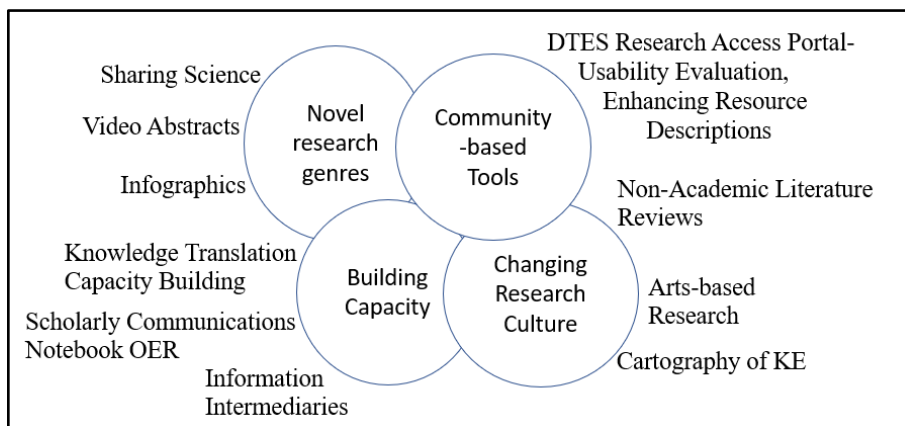 Sharing Science
Video Abstracts
Infographics
Novel
research
genres
Community
-based
Tools
DTES Research Access Portal-
Usability Evaluation,
Enhancing Resource
Descriptions
Non-Academic Literature
Reviews
Knowledge Translation
Capacity Building
Scholarly Communications
Notebook OER
Information
Intermediaries
Building
Capacity
Changing
Research
Culture
Arts-based
Research
Cartography of KE